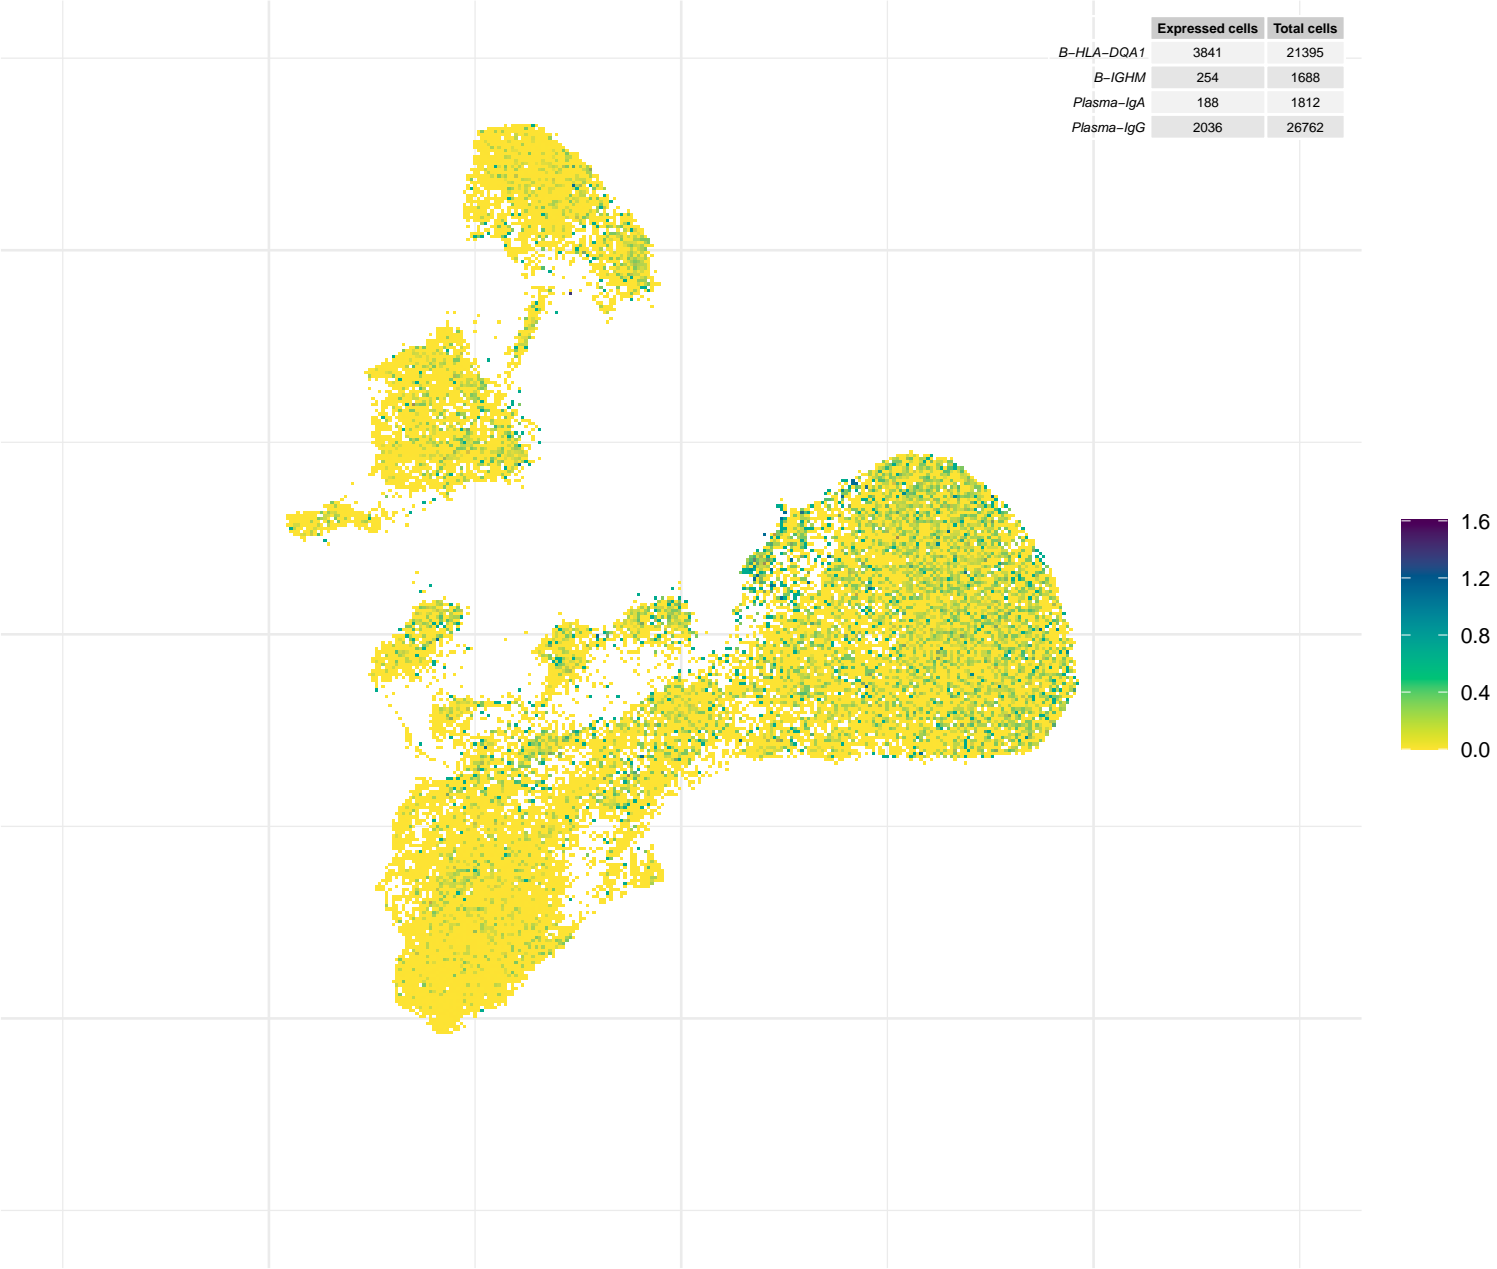 Expressed cells Total cells
B−HLA−DQA1 3841 21395
B−IGHM 254 1688
Plasma−IgA 188 1812
Plasma−IgG 2036 26762
1.6
1.2
0.8
0.4
0.0